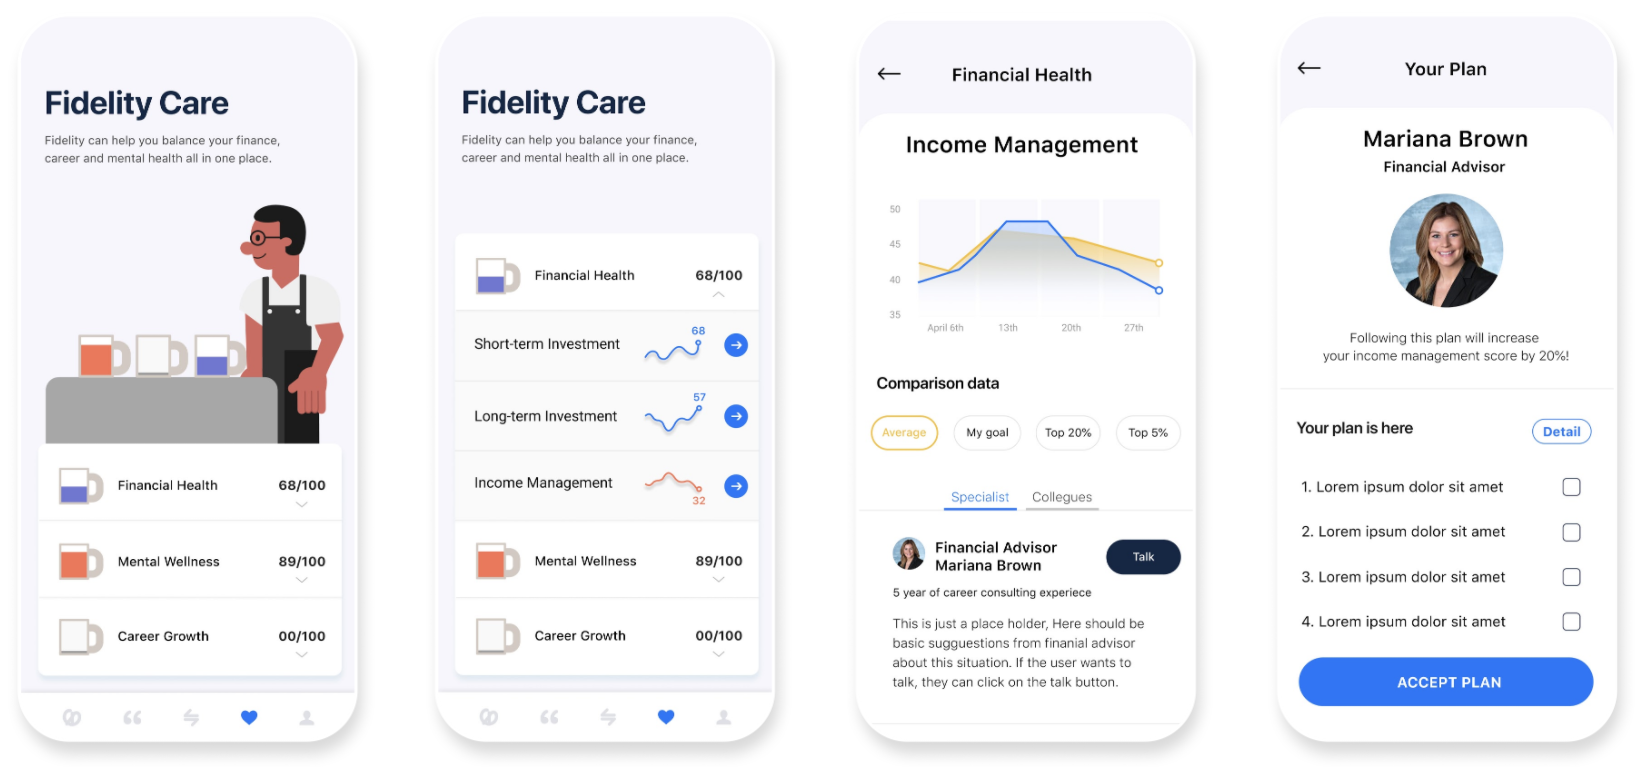 Fidelity Care
Fidelity can help you balance your finance,
career and mental health all in one place.
Financial Health 68/100
Mental Wellness 89/100
Career Growth 00/100
Fidelity Care
Fidelity can help you balance your finance,
career and mental health all in one place.
Financial Health 68/100
Short-term Investment 68
Long-term Investment 57
Income Management 32
Mental Wellness 89/100
Career Growth 00/100
Financial Health
Income Management
50
45
40
35
April 6th 13th 20th 27th
Comparison data
Average My goal Top 20% Top 5%
Specialist Collegues
Financial Advisor
Mariana Brown
Talk
5 year of career consulting experiece
This is just a place holder, Here should be
basic sugguestions from finanial advisor
about this situation. If the user wants to
talk, they can click on the talk button.
Your Plan
Mariana Brown
Financial Advisor
Following this plan will increase
your income management score by 20%!
Your plan is here Detail
1. Lorem ipsum dolor sit amet
2. Lorem ipsum dolor sit amet
3. Lorem ipsum dolor sit amet
4. Lorem ipsum dolor sit amet
ACCEPT PLAN